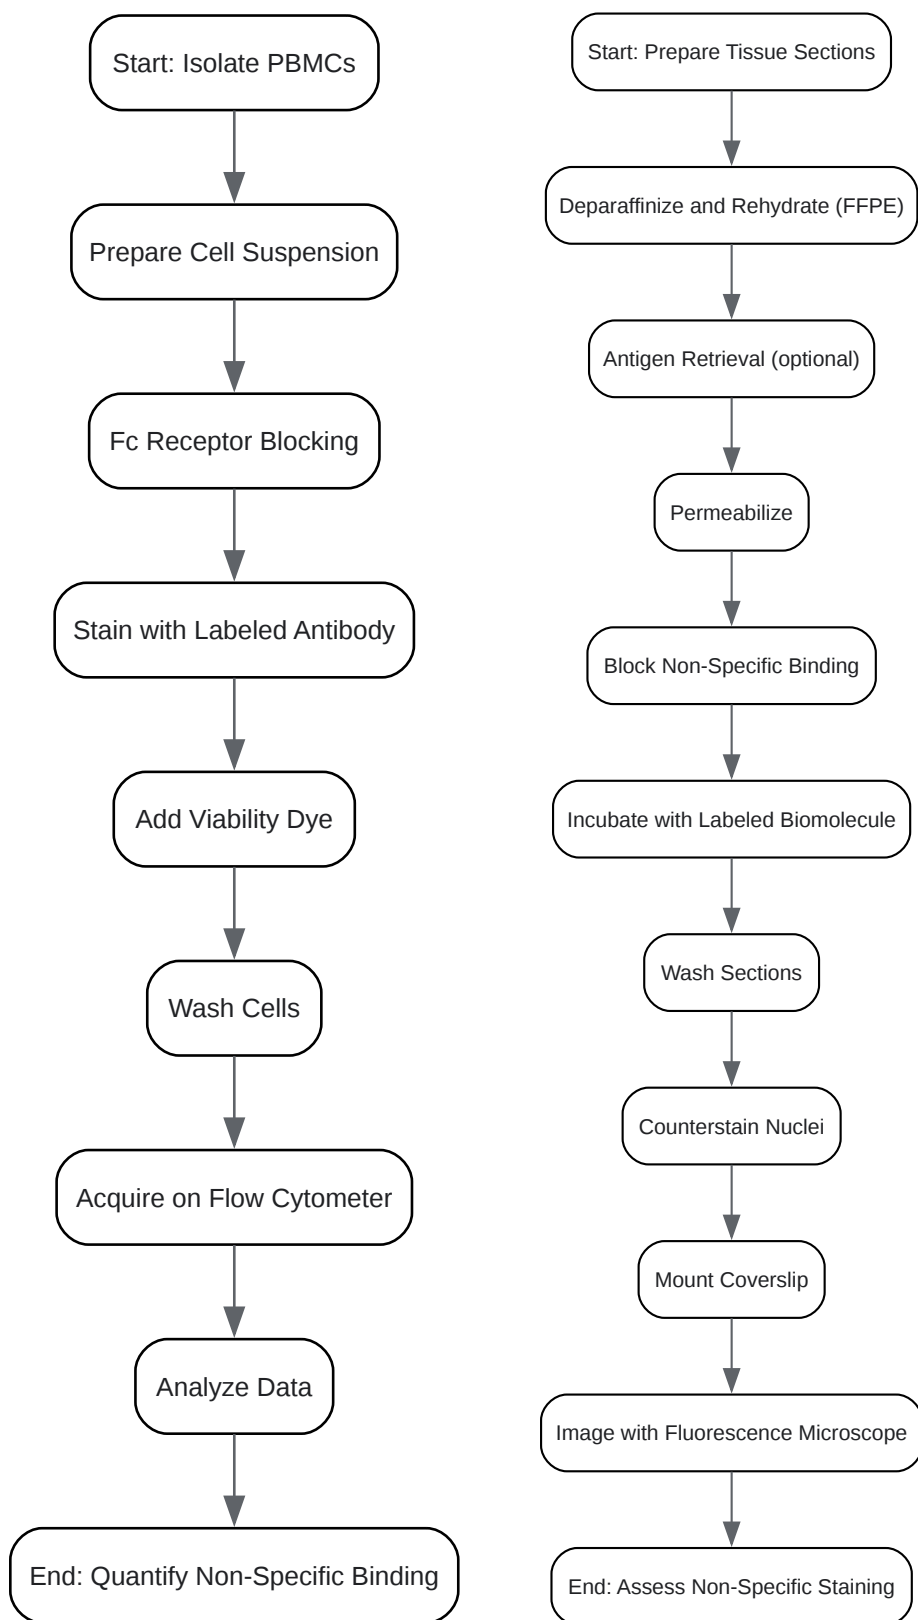 Start: Isolate PBMCs
Prepare Cell Suspension
Fc Receptor Blocking
Stain with Labeled Antibody
Add Viability Dye
Wash Cells
Acquire on Flow Cytometer
Analyze Data
End: Quantify Non-Specific Binding
Start: Prepare Tissue Sections
Deparaffinize and Rehydrate (FFPE)
Antigen Retrieval (optional)
Permeabilize
Block Non-Specific Binding
Incubate with Labeled Biomolecule
Wash Sections
Counterstain Nuclei
Mount Coverslip
Image with Fluorescence Microscope
End: Assess Non-Specific Staining